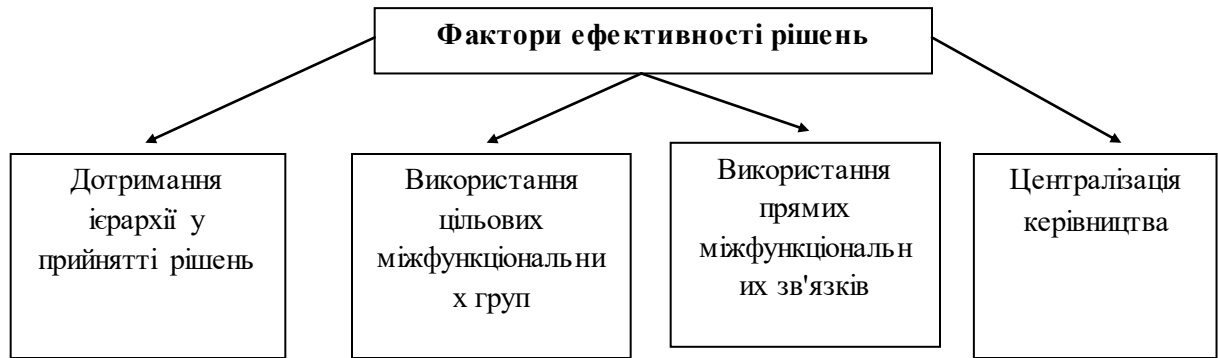 Фактори ефективності рішень
Дотримання
ієрархії у
прийнятті рішень
Використання
цільових
міжфункціональни
х груп
Використання
прямих
міжфункціональн
их зв'язків
Централізація
керівництва